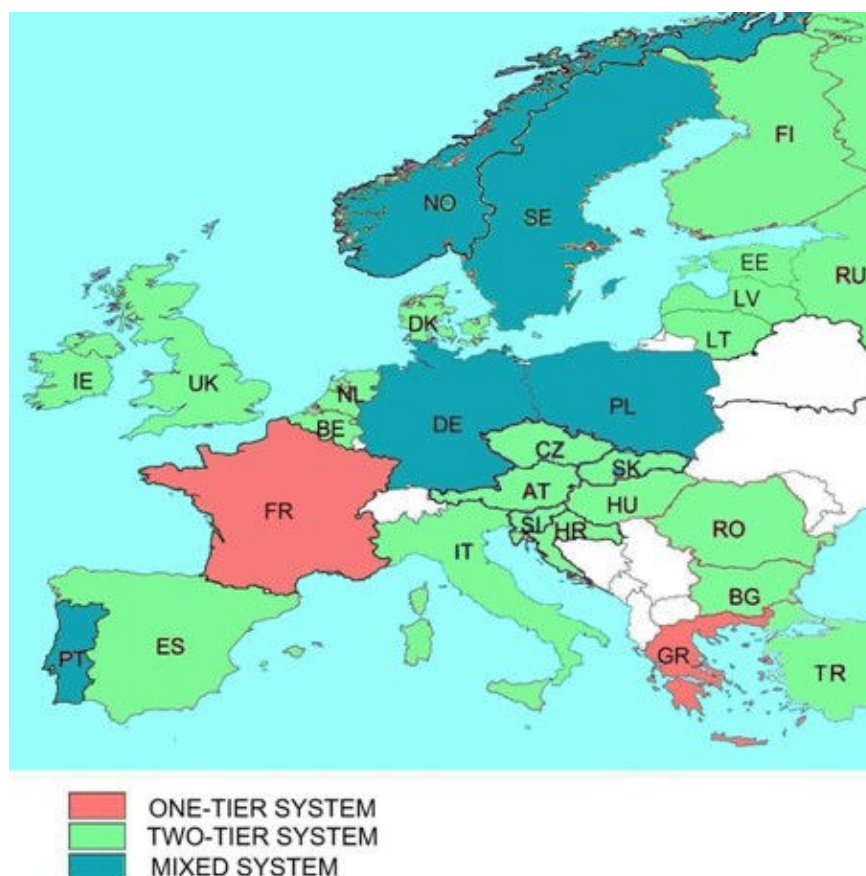 FI
NO
SE
EE
RU
LV
DK
LT
IE
UK
NL
PL
BE
DE
CZ
SK
FR
AT
HU
SI
HR
RO
IT
BG
ES
PT
GR
TR
ONE-TIER SYSTEM
TWO-TIER SYSTEM
MIXED SYSTEM